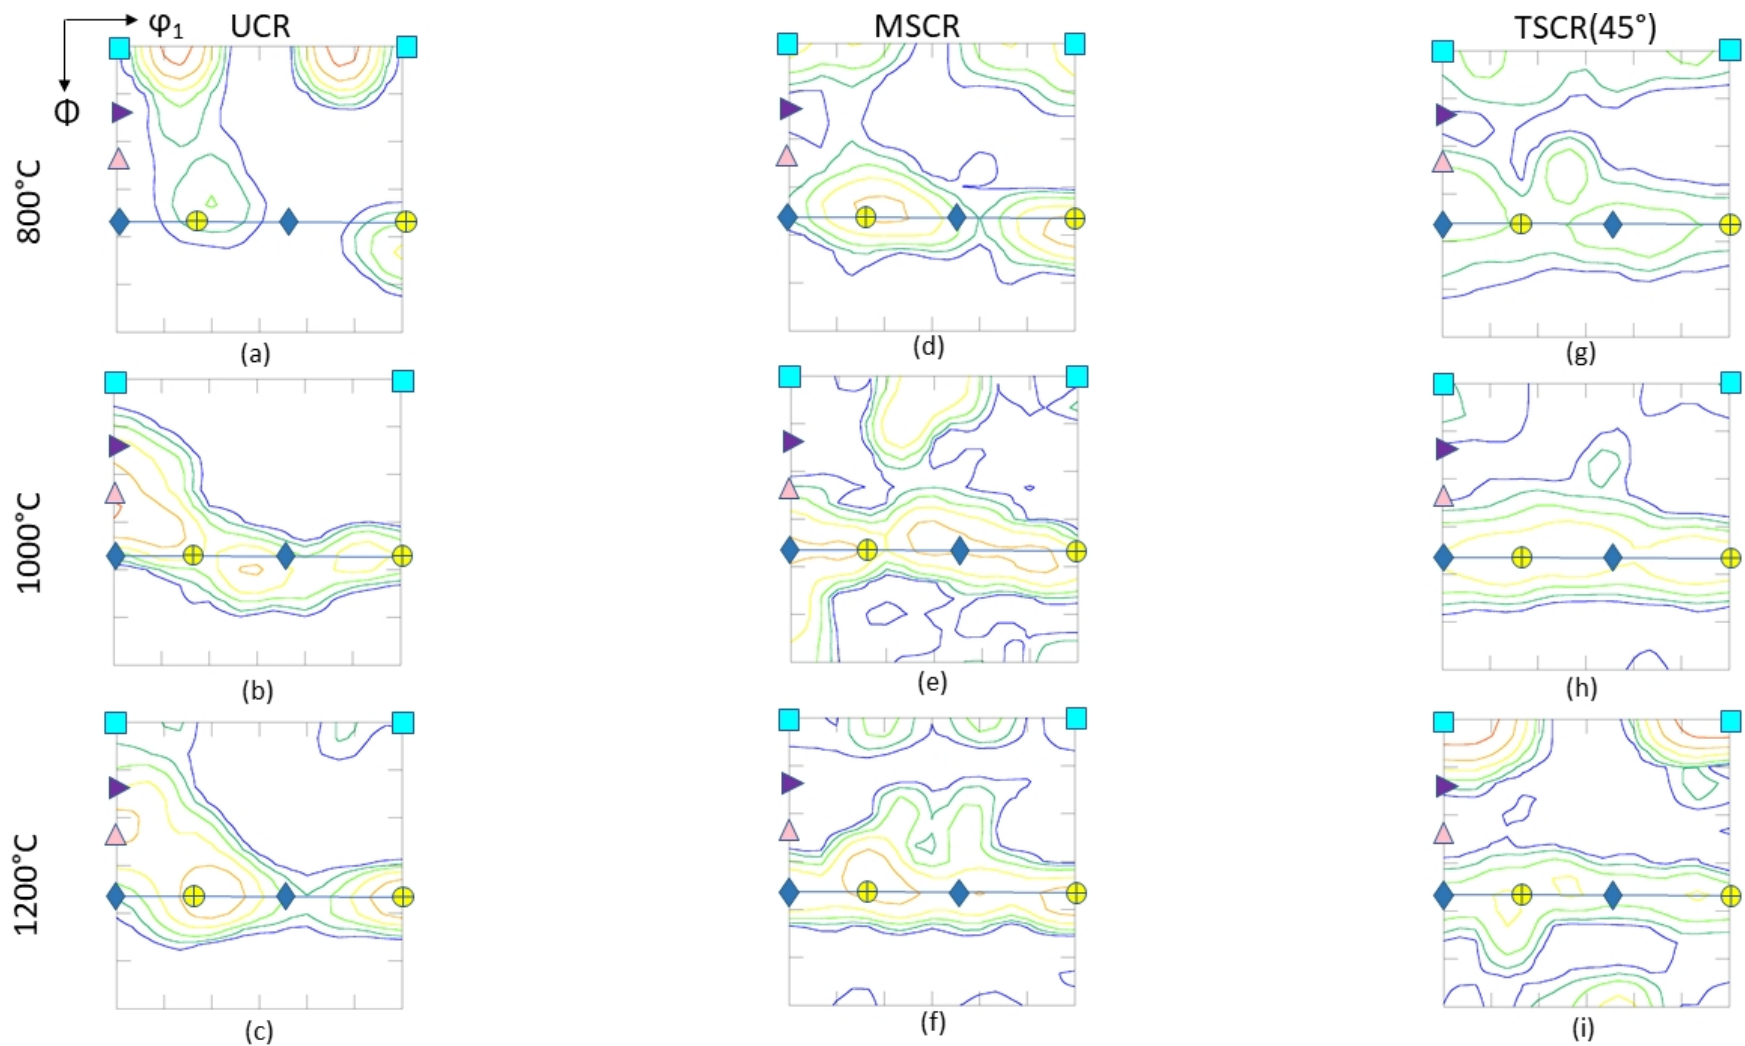 φ1 UCR MSCR TSCR(45°)
Φ
800°C
(a) (d) (g)
1000°C
(b) (e) (h)
1200°C
(c) (f) (i)